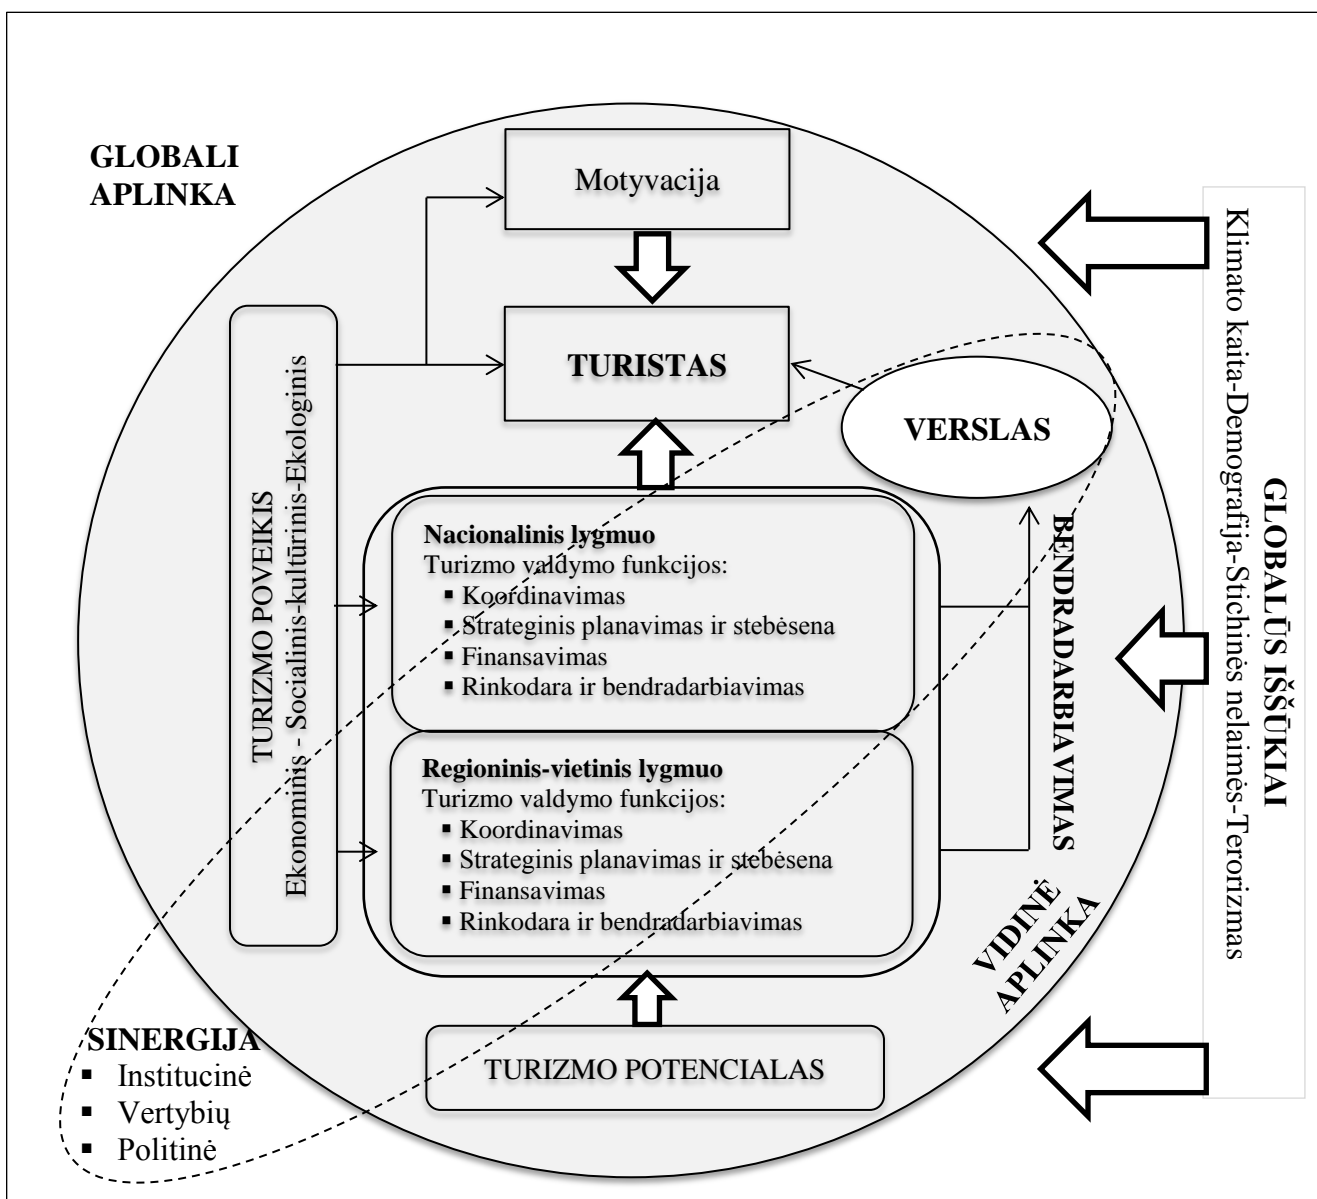 GLOBALI
APLINKA
Motyvacija
TURISTAS
VERSLAS
TURIZMO POVEIKIS
Ekonominis - Socialinis-kultūrinis-Ekologinis
Nacionalinis lygmuo
Turizmo valdymo funkcijos:
▪ Koordinavimas
▪ Strateginis planavimas ir stebėsena
▪ Finansavimas
▪ Rinkodara ir bendradarbiavimas
Regioninis-vietinis lygmuo
Turizmo valdymo funkcijos:
▪ Koordinavimas
▪ Strateginis planavimas ir stebėsena
▪ Finansavimas
▪ Rinkodara ir bendradarbiavimas
BENDRADARBIAVIMAS
VIDINĖ
APLINKA
GLOBALŪS IŠŠŪKIAI
Klimato kaita-Demografija-Stichinės nelaimės-Terorizmas
TURIZMO POTENCIALAS
SINERGIJA
▪ Institucinė
▪ Vertybių
▪ Politinė